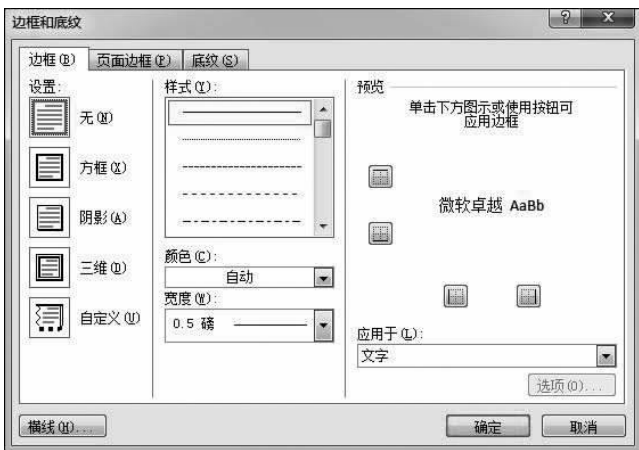 边框和底纹
边框(B) 页面边框(P) 底纹(S)
设置:
无(N)
方框(X)
阴影(A)
三维(D)
自定义(U)
样式(Y):
颜色(C):
自动
宽度(W):
0.5 磅
预览
单击下方图示或使用按钮可
应用边框
微软卓越 AaBb
应用于(L):
文字
选项(O)...
横线(H)...
确定
取消